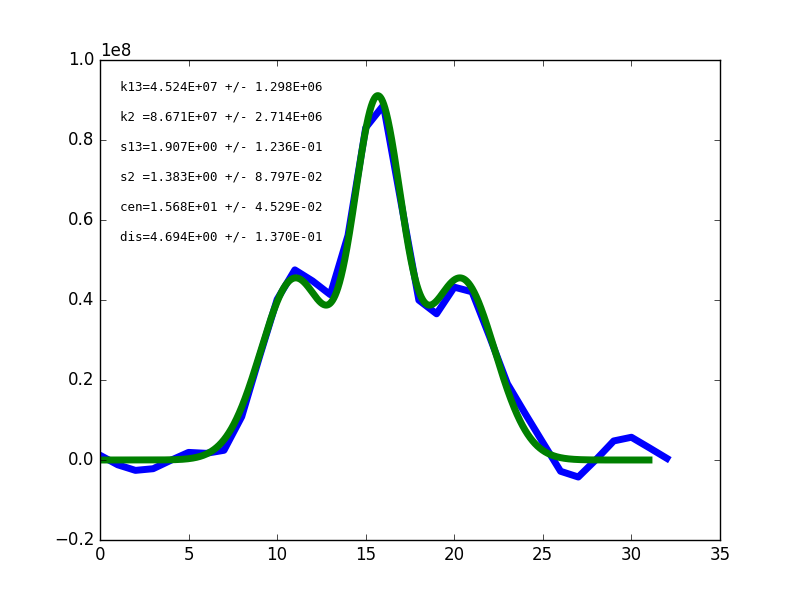 1e8
1.0
k13=4.524E+07 +/- 1.298E+06
k2 =8.671E+07 +/- 2.714E+06
0.8
s13=1.907E+00 +/- 1.236E-01
s2 =1.383E+00 +/- 8.797E-02
0.6
cen=1.568E+01 +/- 4.529E-02
dis=4.694E+00 +/- 1.370E-01
0.4
0.2
0.0
−0.2
0 5 10 15 20 25 30 35